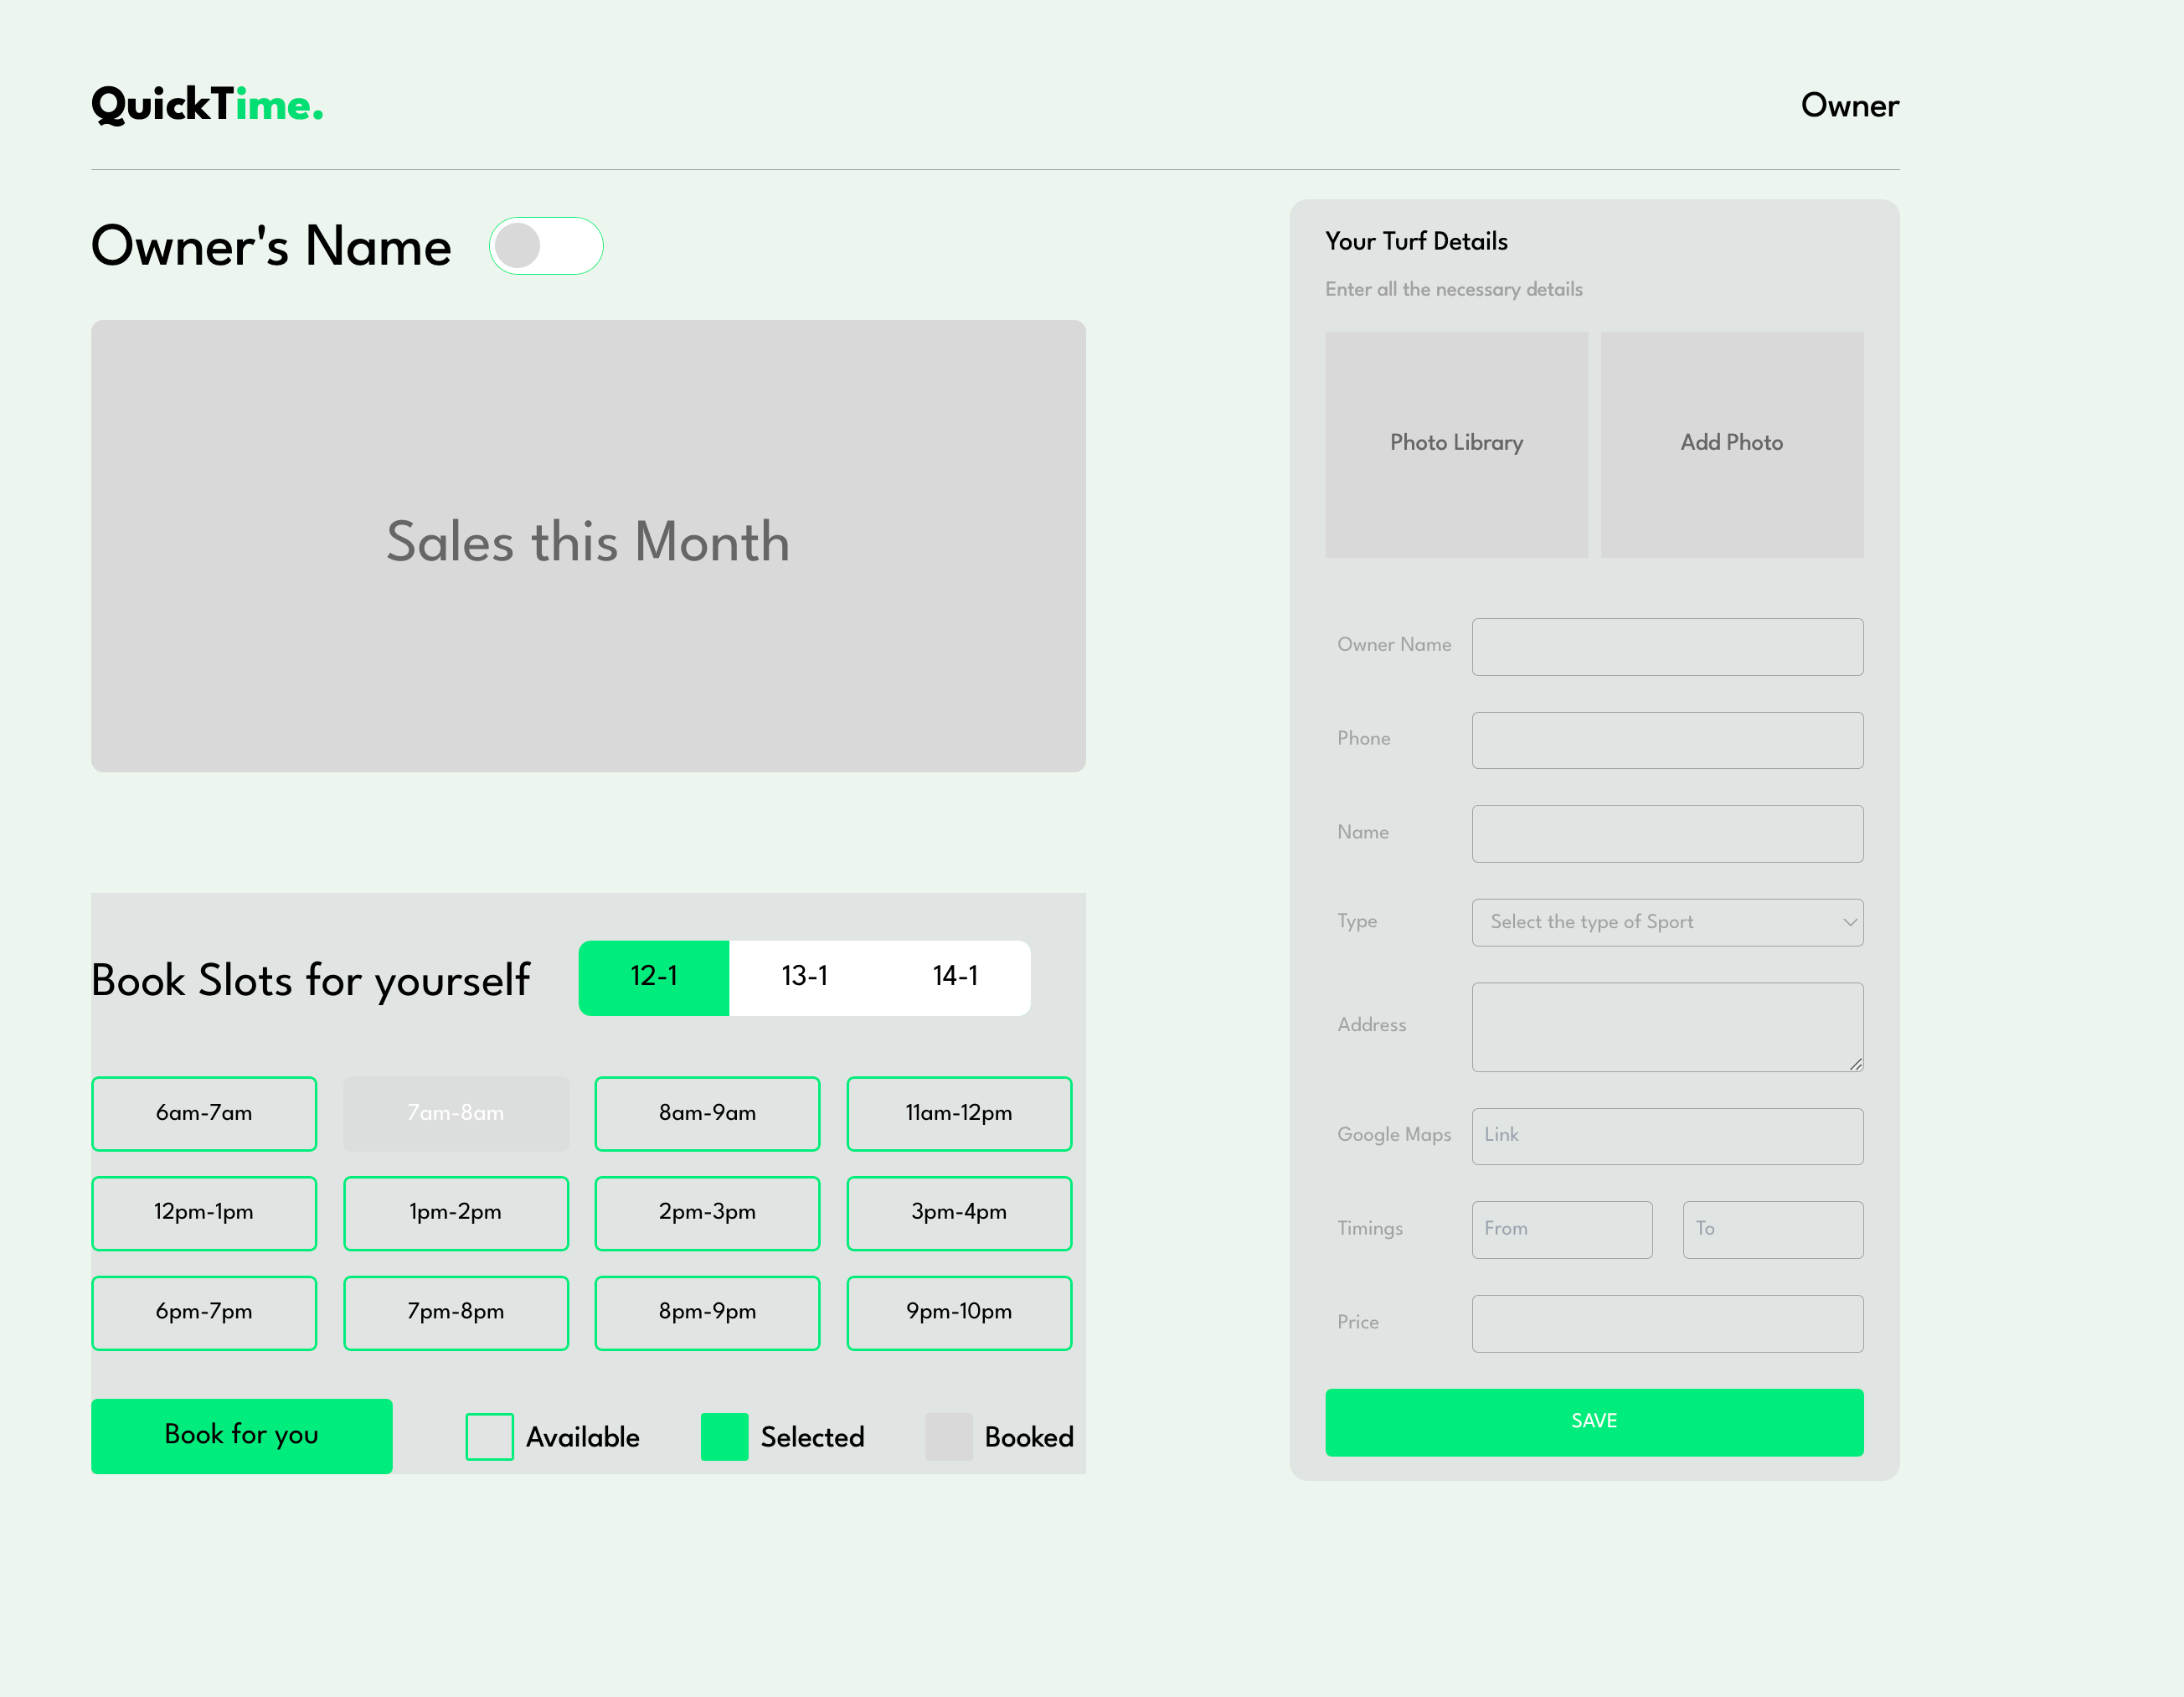 QuickTime.
Owner
Owner's Name
Sales this Month
Book Slots for yourself
12-1 13-1 14-1
6am-7am 7am-8am 8am-9am 11am-12pm
12pm-1pm 1pm-2pm 2pm-3pm 3pm-4pm
6pm-7pm 7pm-8pm 8pm-9pm 9pm-10pm
Book for you Available Selected Booked
Your Turf Details
Enter all the necessary details
Photo Library Add Photo
Owner Name
Phone
Name
Type Select the type of Sport
Address
Google Maps Link
Timings From To
Price
SAVE